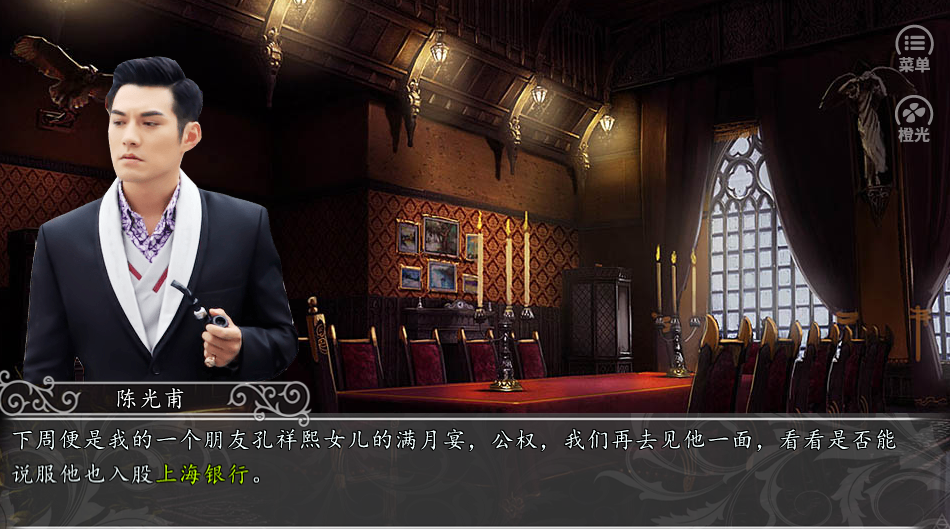 菜单
橙光
陈光甫
下周便是我的一个朋友孔祥熙女儿的满月宴，公权，我们再去见他一面，看看是否能
说服他也入股上海银行。